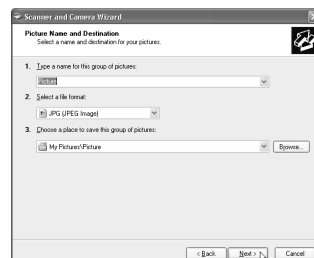 Scanner and Camera Wizard
Picture Name and Destination
Select a name and destination for your pictures.
1. Type a name for this group of pictures:
Picture
2. Select a file format:
JPG (JPEG Image)
3. Choose a place to save this group of pictures:
My Pictures\Picture
Browse...
< Back Next > Cancel